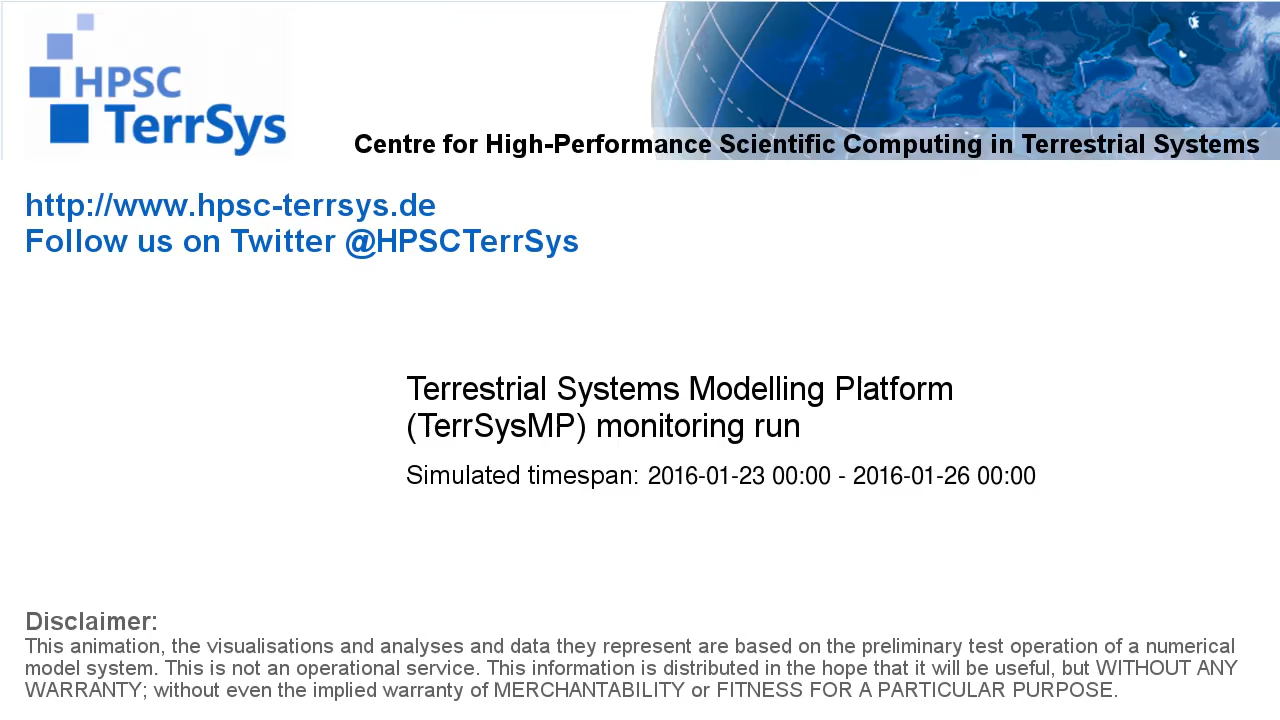 HPSC
TerrSys
Centre for High-Performance Scientific Computing in Terrestrial Systems
http://www.hpsc-terrsys.de
Follow us on Twitter @HPSCTerrSys
Terrestrial Systems Modelling Platform
(TerrSysMP) monitoring run
Simulated timespan: 2016-01-23 00:00 - 2016-01-26 00:00
Disclaimer:
This animation, the visualisations and analyses and data they represent are based on the preliminary test operation of a numerical
model system. This is not an operational service. This information is distributed in the hope that it will be useful, but WITHOUT ANY
WARRANTY; without even the implied warranty of MERCHANTABILITY or FITNESS FOR A PARTICULAR PURPOSE.